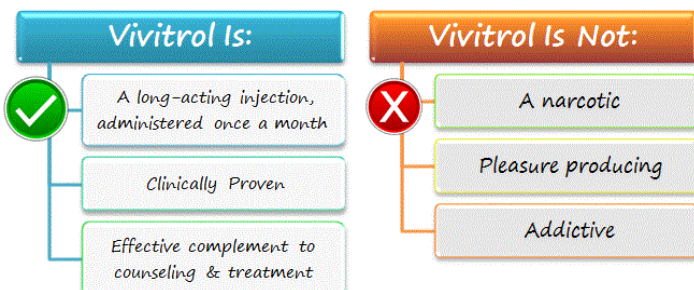 Vivitrol Is:
A long-acting injection,
administered once a month
Clinically Proven
Effective complement to
counseling & treatment
Vivitrol Is Not:
X
A narcotic
Pleasure producing
Addictive